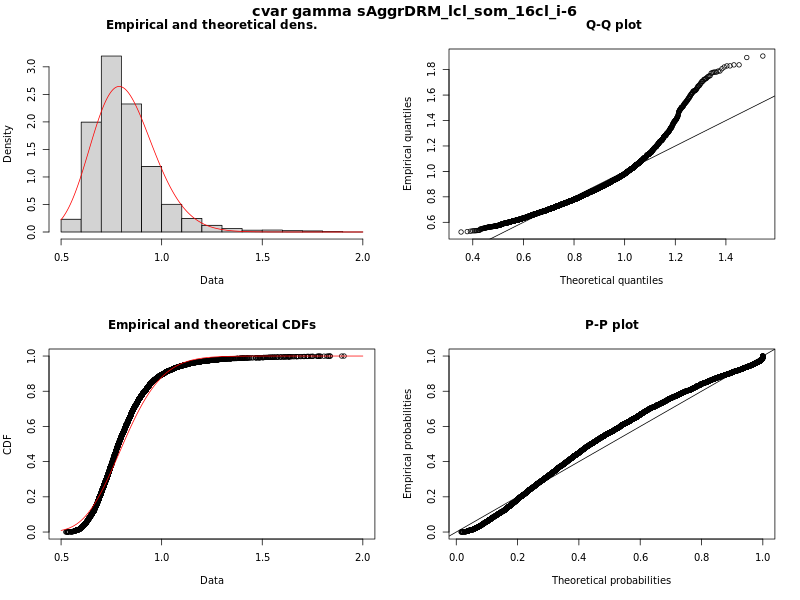 cvar gamma sAggrDRM_lcl_som_16cl_i-6
Empirical and theoretical dens.
Density
0.0 0.5 1.0 1.5 2.0 2.5 3.0
0.5 1.0 1.5 2.0
Data
Q-Q plot
Empirical quantiles
0.6 0.8 1.0 1.2 1.4 1.6 1.8
0.4 0.6 0.8 1.0 1.2 1.4
Theoretical quantiles
Empirical and theoretical CDFs
CDF
0.0 0.2 0.4 0.6 0.8 1.0
0.5 1.0 1.5 2.0
Data
P-P plot
Empirical probabilities
0.0 0.2 0.4 0.6 0.8 1.0
0.0 0.2 0.4 0.6 0.8 1.0
Theoretical probabilities